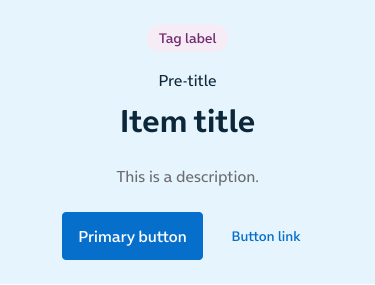 Tag label
Pre-title
Item title
This is a description.
Primary button
Button link